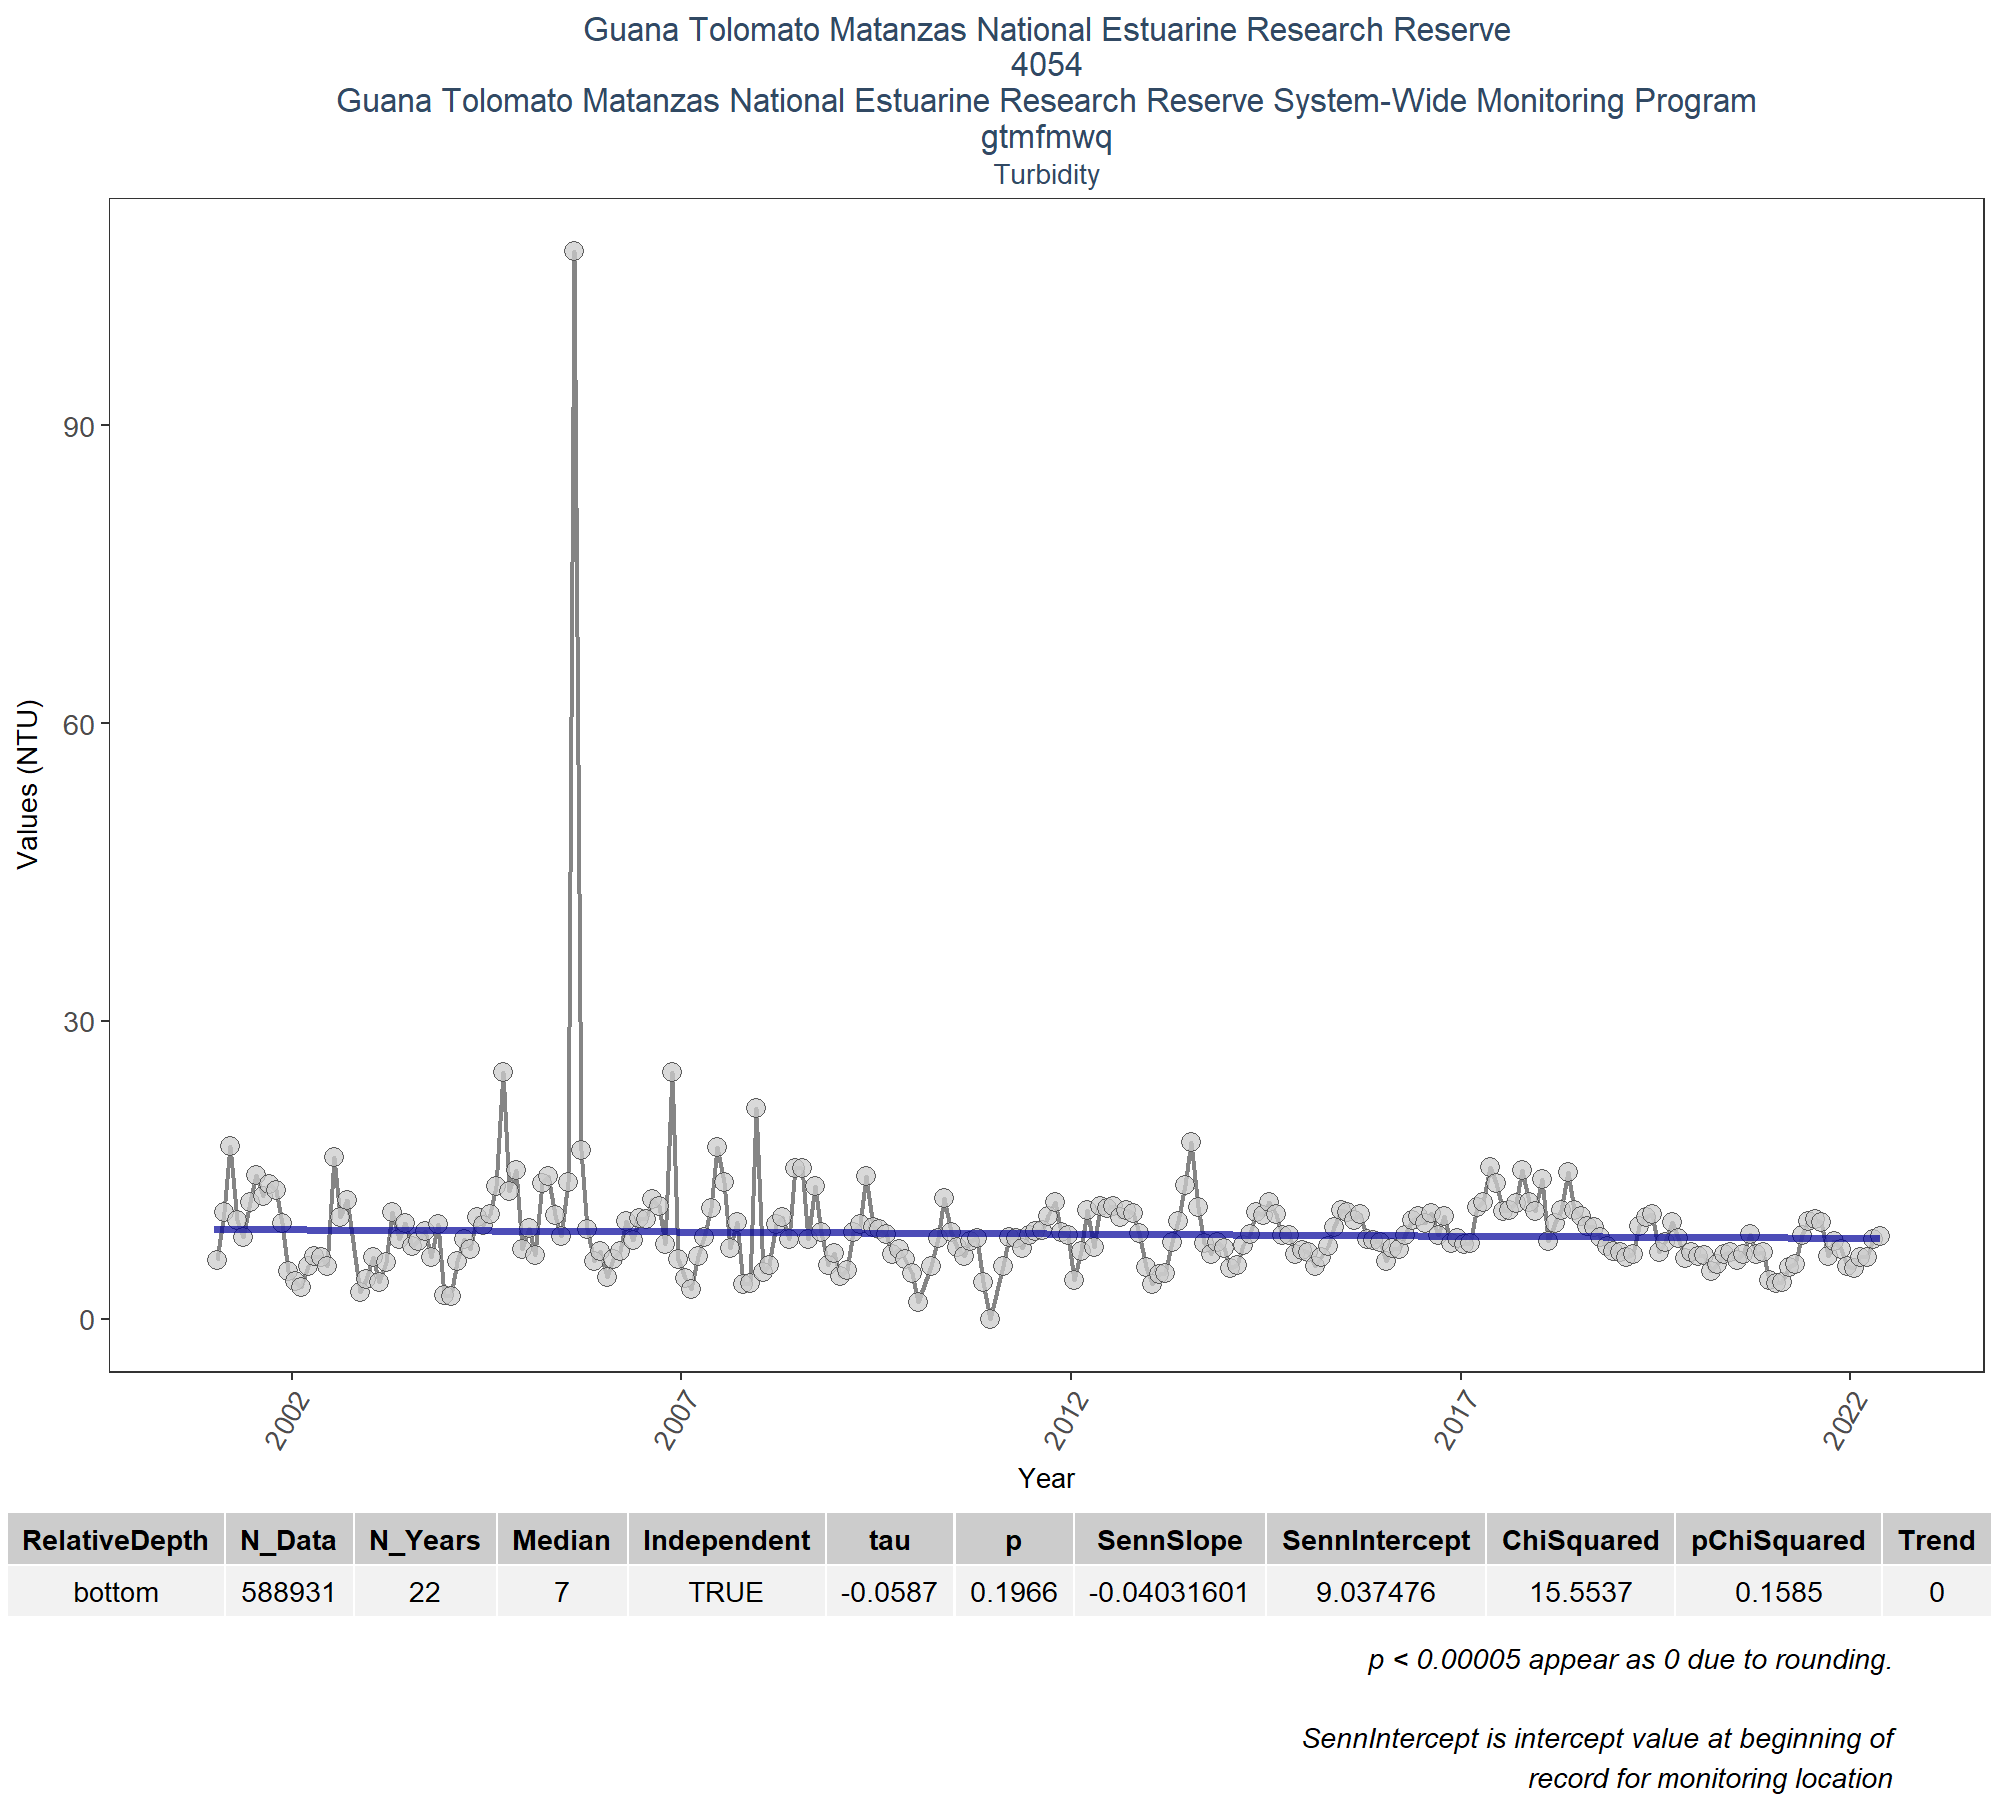 Guana Tolomato Matanzas National Estuarine Research Reserve
4054
Guana Tolomato Matanzas National Estuarine Research Reserve System-Wide Monitoring Program
gtmfmwq
Turbidity
90
60
30
0
Values (NTU)
2002 2007 2012 2017 2022
Year
RelativeDepth N_Data N_Years Median Independent tau p SennSlope SennIntercept ChiSquared pChiSquared Trend
bottom 588931 22 7 TRUE -0.0587 0.1966 -0.04031601 9.037476 15.5537 0.1585 0
p < 0.00005 appear as 0 due to rounding.
SennIntercept is intercept value at beginning of
record for monitoring location